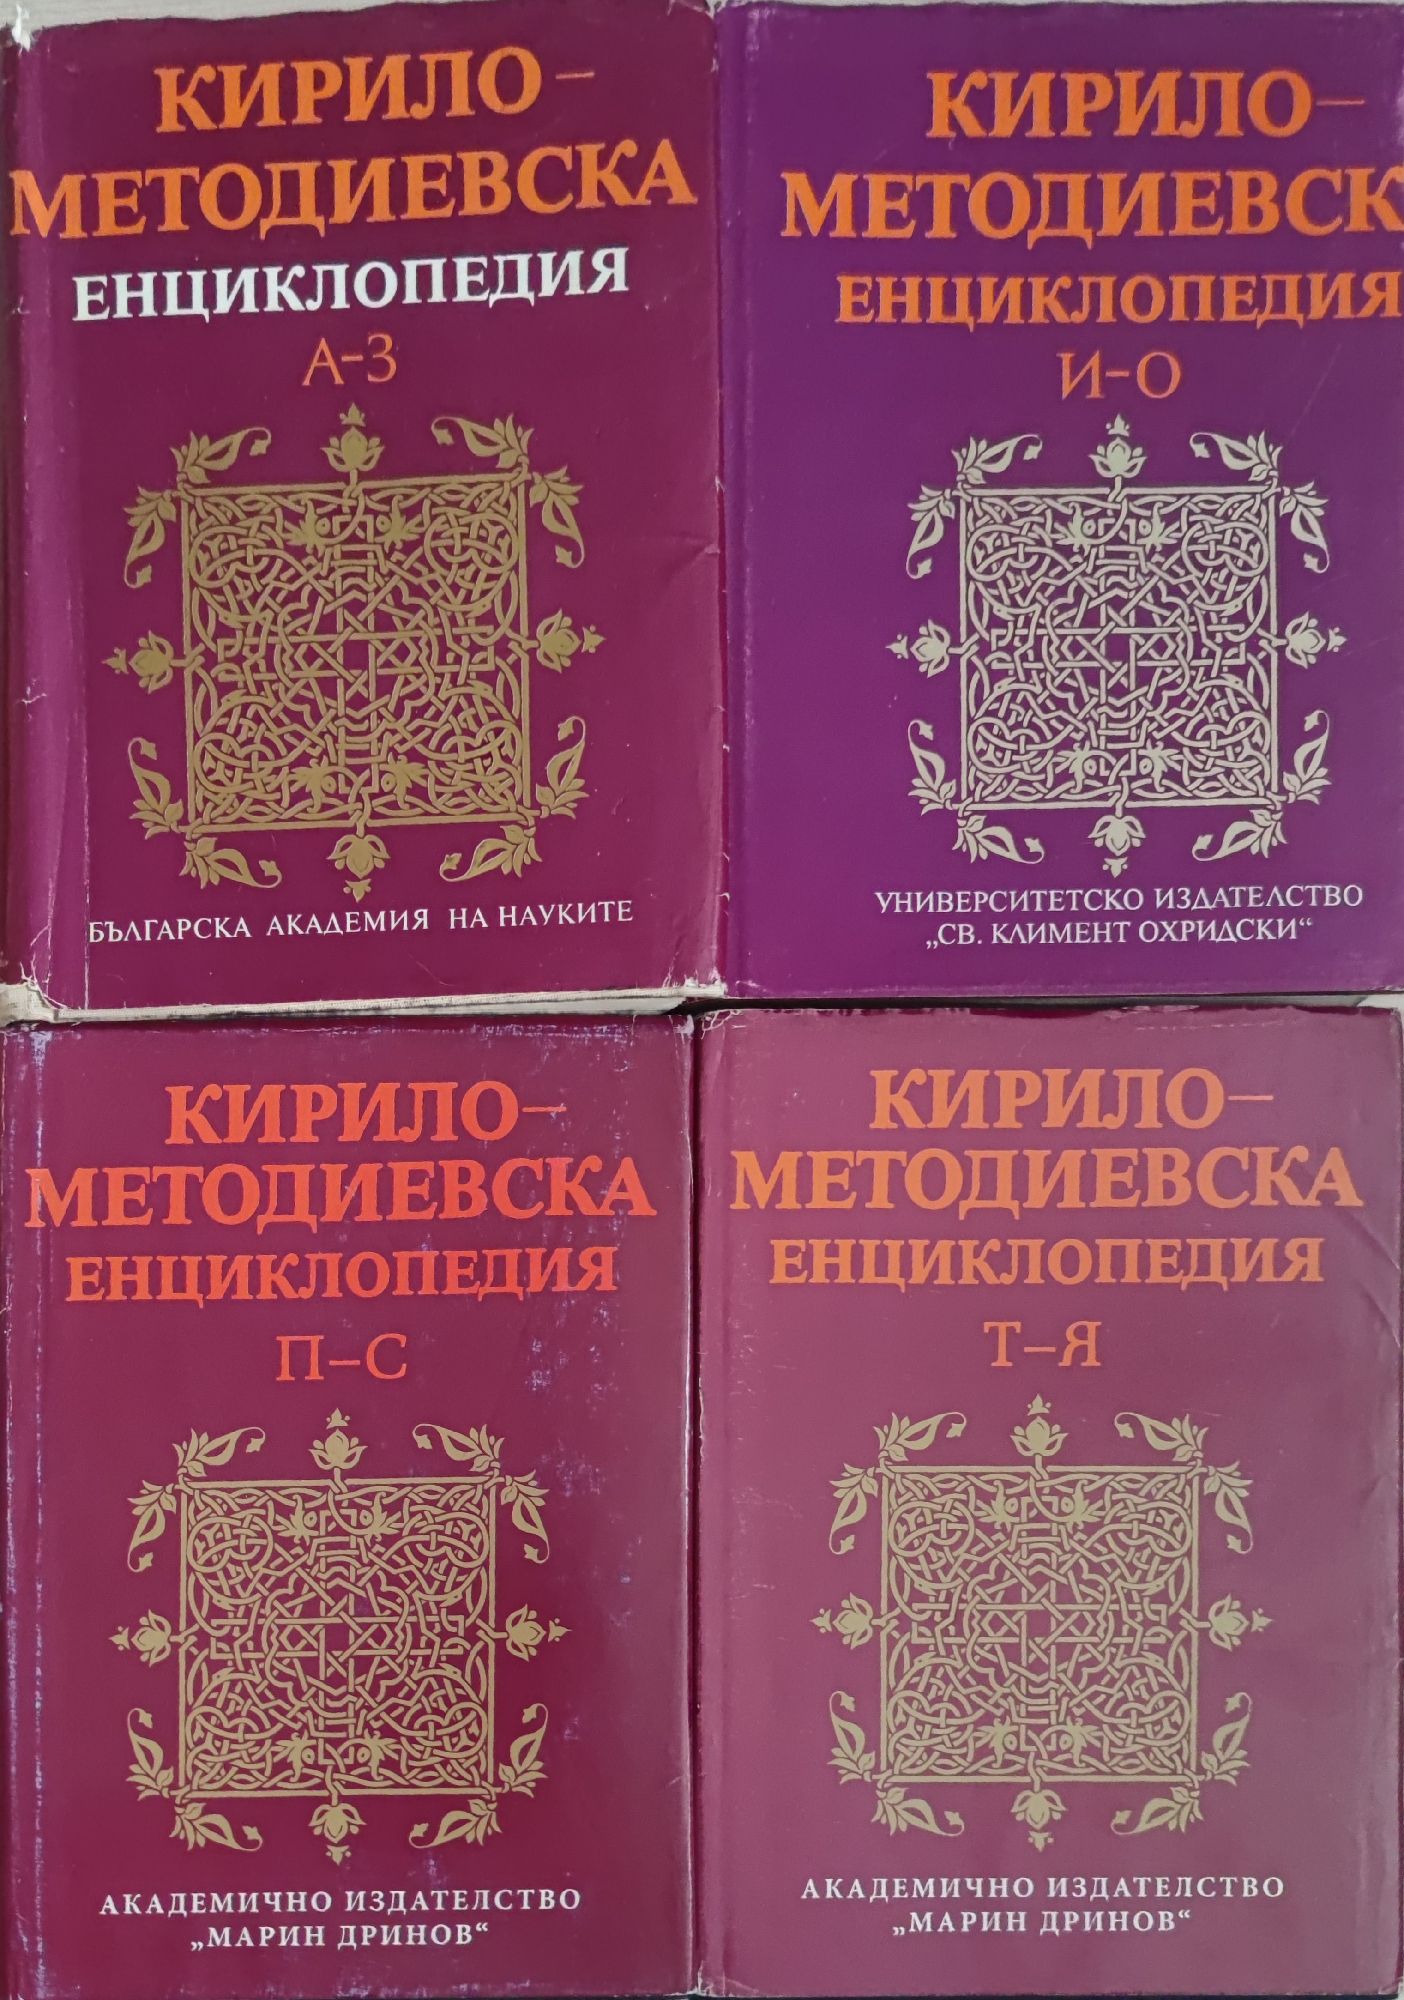 КИРИЛО–
МЕТОДИЕВСКА
ЕНЦИКЛОПЕДИЯ
А–З
БЪЛГАРСКА АКАДЕМИЯ НА НАУКИТЕ
КИРИЛО–
МЕТОДИЕВСК
ЕНЦИКЛОПЕДИЯ
И–О
УНИВЕРСИТЕТСКО ИЗДАТЕЛСТВО
„СВ. КЛИМЕНТ ОХРИДСКИ“
КИРИЛО–
МЕТОДИЕВСКА
ЕНЦИКЛОПЕДИЯ
П–С
АКАДЕМИЧНО ИЗДАТЕЛСТВО
„МАРИН ДРИНОВ“
КИРИЛО–
МЕТОДИЕВСКА
ЕНЦИКЛОПЕДИЯ
Т–Я
АКАДЕМИЧНО ИЗДАТЕЛСТВО
„МАРИН ДРИНОВ“